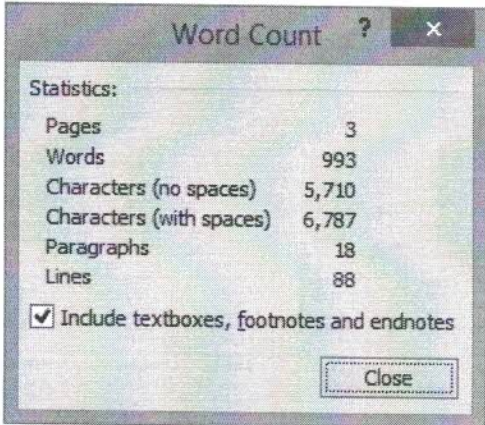 Word Count ? ×
Statistics:
Pages 3
Words 993
Characters (no spaces) 5,710
Characters (with spaces) 6,787
Paragraphs 18
Lines 88
Include textboxes, footnotes and endnotes
Close